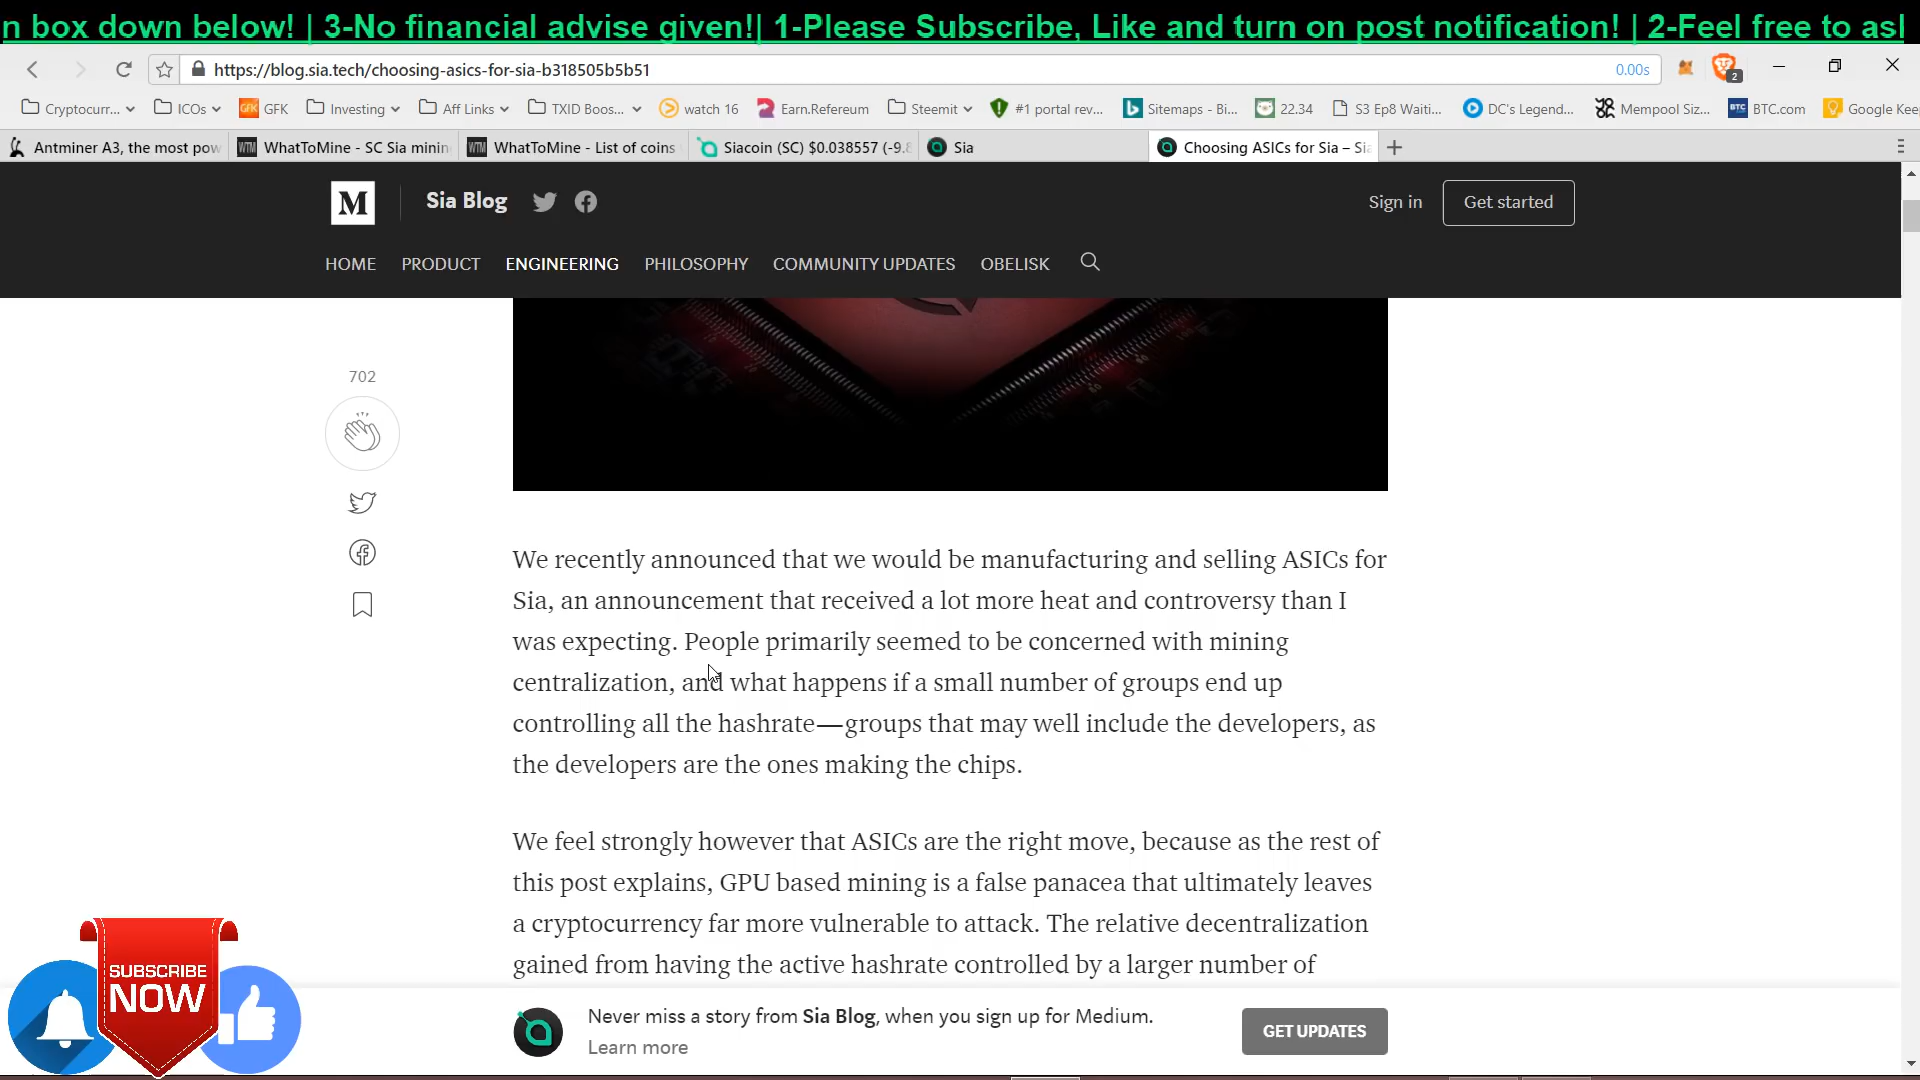 n box down below! | 3-No financial advise given!| 1-Please Subscribe, Like and turn on post notification! | 2-Feel free to asl
https://blog.sia.tech/choosing-asics-for-sia-b318505b5b51
0.00s
2
Cryptocurr...
ICOs
GFK
GFK
Investing
Aff Links
TXID Boos...
watch 16
Earn.Refereum
Steemit
#1 portal rev...
Sitemaps - Bi...
22.34
S3 Ep8 Waiti...
DC's Legend...
Mempool Siz...
BTC
BTC.com
Google Kee
Antminer A3, the most pow
WTM
WhatToMine - SC Sia minin
WTM
WhatToMine - List of coins
Siacoin (SC) $0.038557 (-9.8
Sia
Choosing ASICs for Sia – Sia
M
Sia Blog
Sign in
Get started
HOME
PRODUCT
ENGINEERING
PHILOSOPHY
COMMUNITY UPDATES
OBELISK
702
We recently announced that we would be manufacturing and selling ASICs for
Sia, an announcement that received a lot more heat and controversy than I
was expecting. People primarily seemed to be concerned with mining
centralization, and what happens if a small number of groups end up
controlling all the hashrate—groups that may well include the developers, as
the developers are the ones making the chips.
We feel strongly however that ASICs are the right move, because as the rest of
this post explains, GPU based mining is a false panacea that ultimately leaves
a cryptocurrency far more vulnerable to attack. The relative decentralization
gained from having the active hashrate controlled by a larger number of
SUBSCRIBE
NOW
Never miss a story from Sia Blog, when you sign up for Medium.
Learn more
GET UPDATES